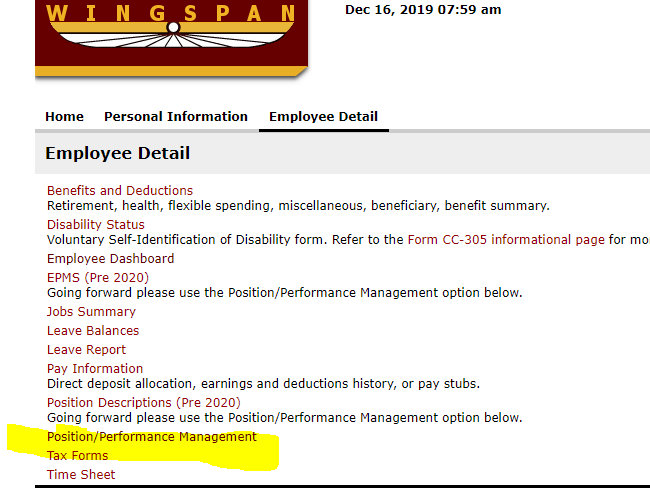 WINGSPAN
Dec 16, 2019 07:59 am
Home Personal Information Employee Detail
Employee Detail
Benefits and Deductions
Retirement, health, flexible spending, miscellaneous, beneficiary, benefit summary.
Disability Status
Voluntary Self-Identification of Disability form. Refer to the Form CC-305 informational page for mo
Employee Dashboard
EPMS (Pre 2020)
Going forward please use the Position/Performance Management option below.
Jobs Summary
Leave Balances
Leave Report
Pay Information
Direct deposit allocation, earnings and deductions history, or pay stubs.
Position Descriptions (Pre 2020)
Going forward please use the Position/Performance Management option below.
Position/Performance Management
Tax Forms
Time Sheet